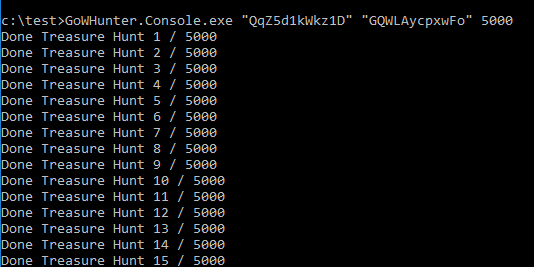 c:\test>GoWHunter.Console.exe "QqZ5d1kWkz1D" "GQWLAycpxwFo" 5000
Done Treasure Hunt 1 / 5000
Done Treasure Hunt 2 / 5000
Done Treasure Hunt 3 / 5000
Done Treasure Hunt 4 / 5000
Done Treasure Hunt 5 / 5000
Done Treasure Hunt 6 / 5000
Done Treasure Hunt 7 / 5000
Done Treasure Hunt 8 / 5000
Done Treasure Hunt 9 / 5000
Done Treasure Hunt 10 / 5000
Done Treasure Hunt 11 / 5000
Done Treasure Hunt 12 / 5000
Done Treasure Hunt 13 / 5000
Done Treasure Hunt 14 / 5000
Done Treasure Hunt 15 / 5000